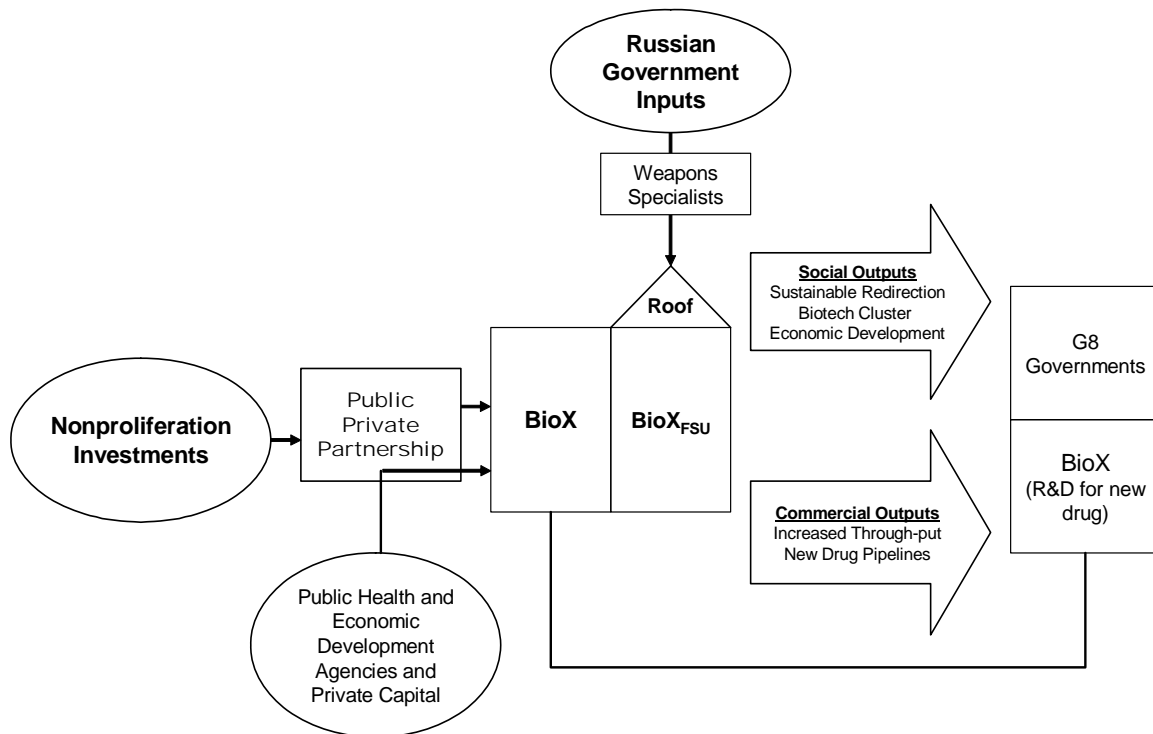 Russian
Government
Inputs
Weapons
Specialists
Roof
Social Outputs
Sustainable Redirection
Biotech Cluster
Economic Development
G8
Governments
Nonproliferation
Investments
Public
Private
Partnership
BioX
BioX_FSU
BioX
(R&D for new
drug)
Commercial Outputs
Increased Through-put
New Drug Pipelines
Public Health and
Economic
Development
Agencies and
Private Capital